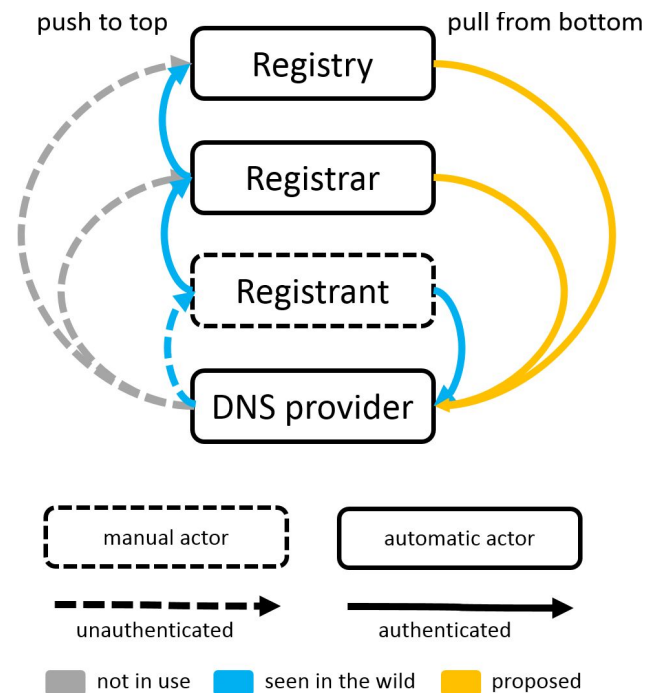 push to top
pull from bottom
Registry
Registrar
Registrant
DNS provider
manual actor
automatic actor
unauthenticated
authenticated
not in use
seen in the wild
proposed